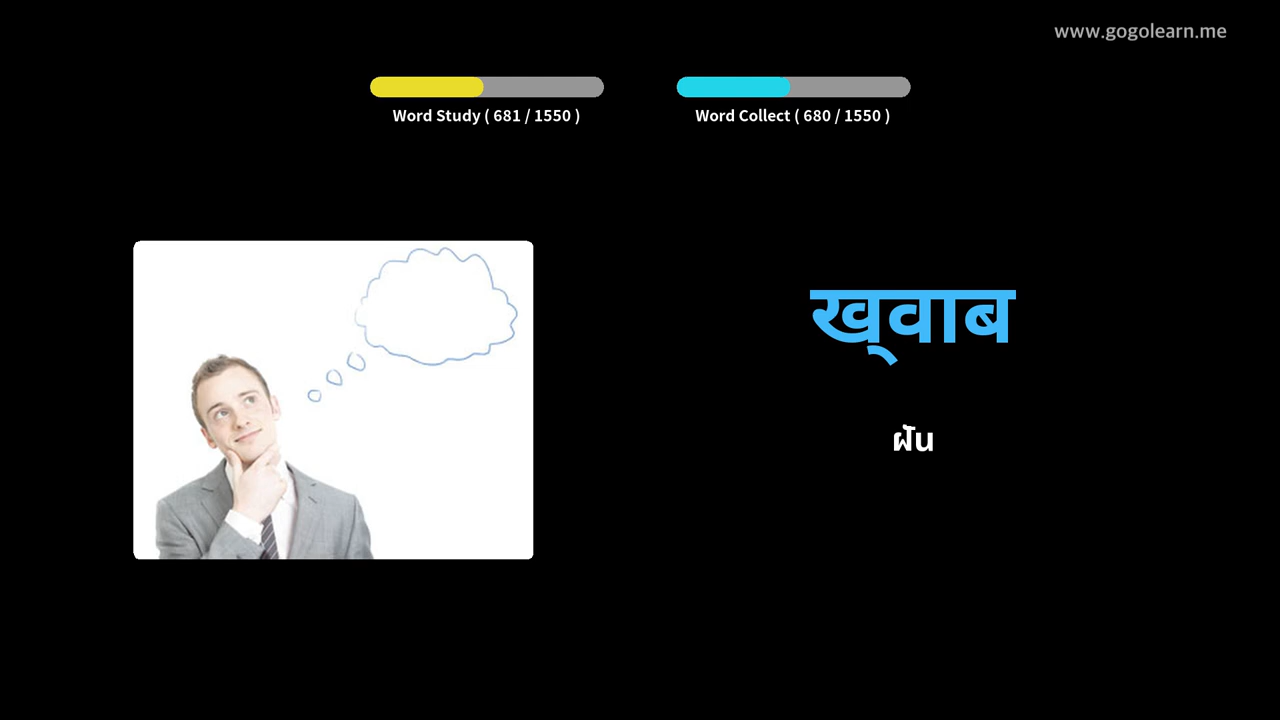 www.gogolearn.me
Word Study ( 681 / 1550 )
Word Collect ( 680 / 1550 )
ख्वाब
ฝัน